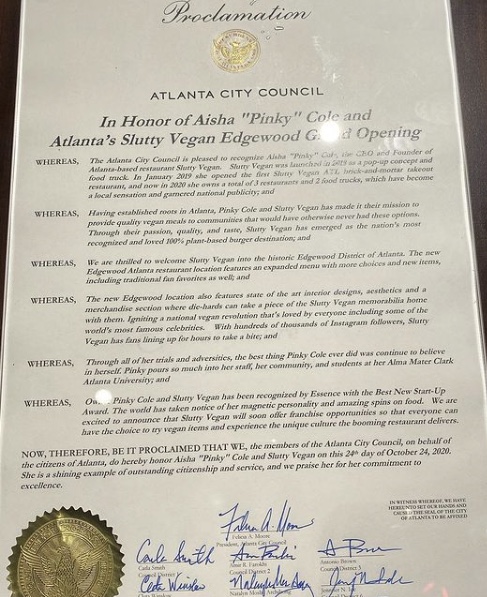 Proclamation
ATLANTA CITY COUNCIL
In Honor of Aisha "Pinky" Cole and
Atlanta's Slutty Vegan Edgewood Grand Opening
WHEREAS, The Atlanta City Council is pleased to recognize Aisha "Pinky" Cole, the CEO and Founder of
Atlanta-based restaurant Slutty Vegan. Slutty Vegan was launched in 2018 as a pop-up concept and
food truck. In January 2019 she opened the first Slutty Vegan ATL brick-and-mortar takeout
restaurant, and now in 2020 she owns a total of 3 restaurants and 2 food trucks, which have become
a local sensation and garnered national publicity; and
WHEREAS, Having established roots in Atlanta, Pinky Cole and Slutty Vegan has made it their mission to
provide quality vegan meals to communities that would have otherwise never had these options.
Through their passion, quality, and taste, Slutty Vegan has emerged as the nation's most
recognized and loved 100% plant-based burger destination; and
WHEREAS, We are thrilled to welcome Slutty Vegan into the historic Edgewood District of Atlanta. The new
Edgewood Atlanta restaurant location features an expanded menu with more choices and new items,
including traditional fan favorites as well; and
WHEREAS, The new Edgewood location also features state of the art interior designs, aesthetics and a
merchandise section where die-hards can take a piece of the Slutty Vegan memorabilia home
with them. Igniting a national vegan revolution that's loved by everyone including some of the
world's most famous celebrities. With hundreds of thousands of Instagram followers, Slutty
Vegan has fans lining up for hours to take a bite; and
WHEREAS, Through all of her trials and adversities, the best thing Pinky Cole ever did was continue to believe
in herself. Pinky pours so much into her staff, her community, and students at her Alma Mater Clark
Atlanta University; and
WHEREAS, Pinky Cole and Slutty Vegan has been recognized by Essence with the Best New Start-Up
Award. The world has taken notice of her magnetic personality and amazing spins on food. We are
excited to announce that Slutty Vegan will soon offer franchise opportunities so that everyone can
have the choice to try vegan items and experience the unique culture the booming restaurant delivers.
NOW, THEREFORE, BE IT PROCLAIMED THAT WE, the members of the Atlanta City Council, on behalf of
the citizens of Atlanta, do hereby honor Aisha "Pinky" Cole and Slutty Vegan on this 24th day of October 24, 2020.
She is a shining example of outstanding citizenship and service, and we praise her for her commitment to
excellence.
IN WITNESS WHEREOF, WE HAVE
HEREUNTO SET OUR HANDS AND
CAUSED THE SEAL OF THE CITY
OF ATLANTA TO BE AFFIXED
Felicia A. Moore
Felicia A. Moore
President, Atlanta City Council
Carla Smith
Carla Smith Amir R. Farokhi Antonio Brown
Council District 2 Council District 3
Cleta Winslow
Cleta Winslow Natalyn Mosby Archibong Jennifer N. Ide